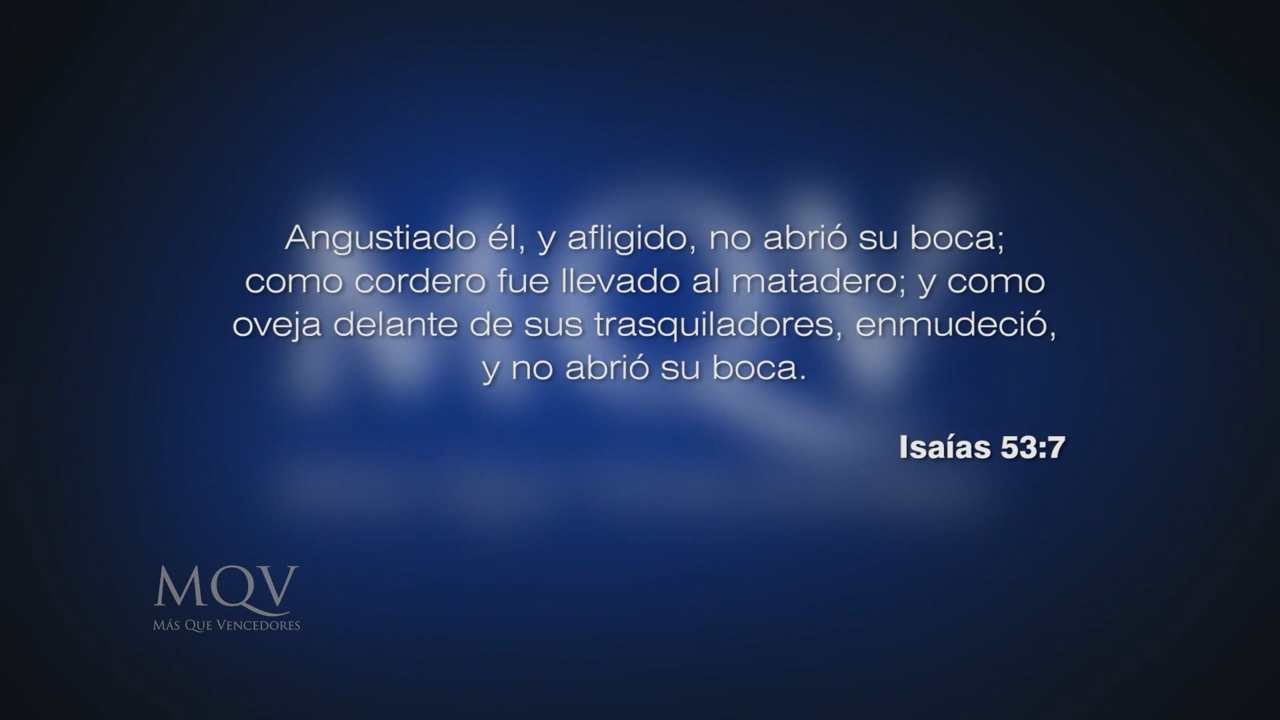 Angustiado él, y afligido, no abrió su boca;
como cordero fue llevado al matadero; y como
oveja delante de sus trasquiladores, enmudeció,
y no abrió su boca.
Isaías 53:7
MQV
Más Que Vencedores